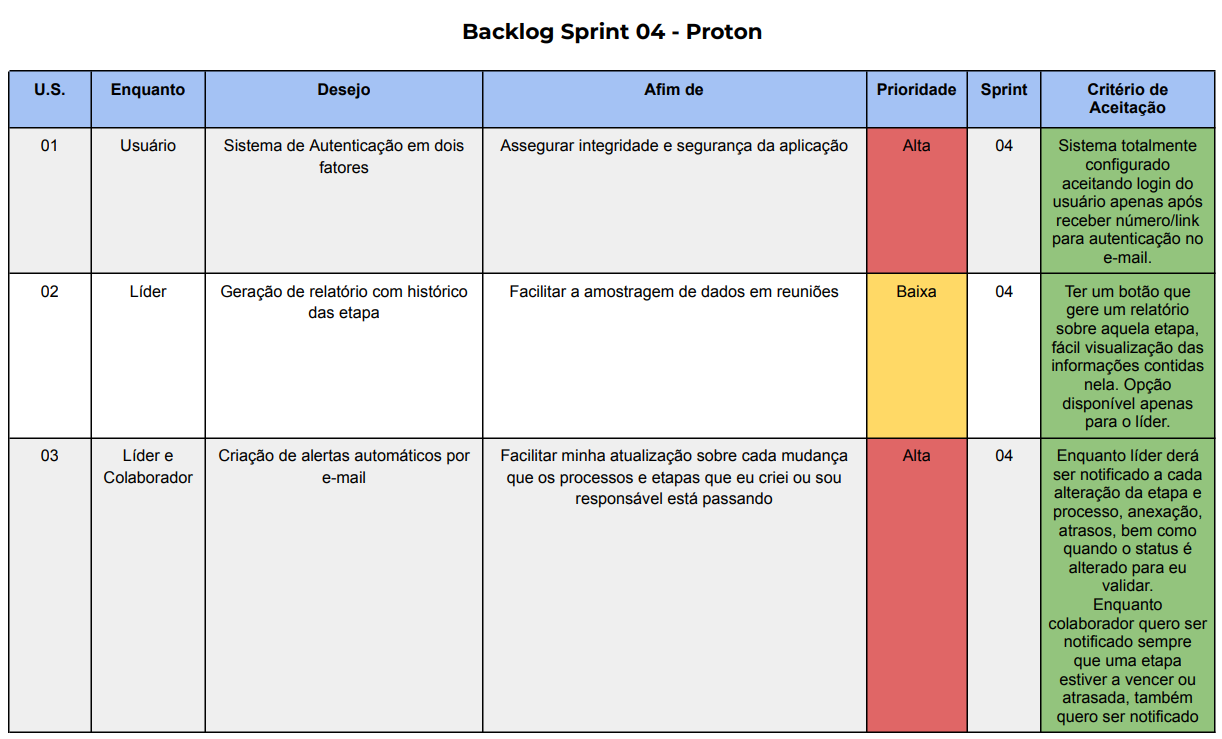 Backlog Sprint 04 - Proton
U.S.
Enquanto
Desejo
Afim de
Prioridade
Sprint
Critério de
Aceitação
01
Usuário
Sistema de Autenticação em dois
fatores
Assegurar integridade e segurança da aplicação
Alta
04
Sistema totalmente
configurado
aceitando login do
usuário apenas após
receber número/link
para autenticação no
e-mail.
02
Líder
Geração de relatório com histórico
das etapa
Facilitar a amostragem de dados em reuniões
Baixa
04
Ter um botão que
gere um relatório
sobre aquela etapa,
fácil visualização das
informações contidas
nela. Opção
disponível apenas
para o líder.
03
Líder e
Colaborador
Criação de alertas automáticos por
e-mail
Facilitar minha atualização sobre cada mudança
que os processos e etapas que eu criei ou sou
responsável está passando
Alta
04
Enquanto líder derá
ser notificado a cada
alteração da etapa e
processo, anexação,
atrasos, bem como
quando o status é
alterado para eu
validar.
Enquanto
colaborador quero ser
notificado sempre
que uma etapa
estiver a vencer ou
atrasada, também
quero ser notificado